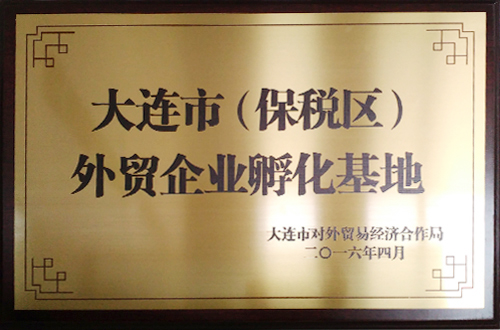 大连市（保税区）
外贸企业孵化基地
大连市对外贸易经济合作局
二〇一六年四月